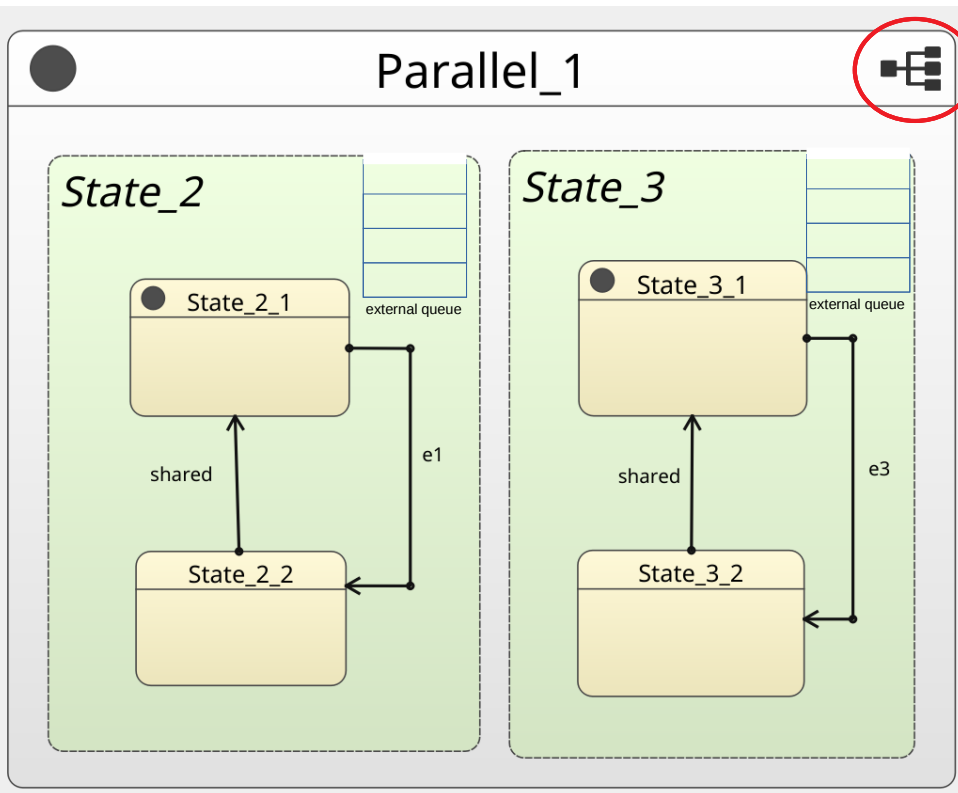 Parallel_1
State_2
external queue
State_2_1
e1
shared
State_2_2
State_3
external queue
State_3_1
e3
shared
State_3_2